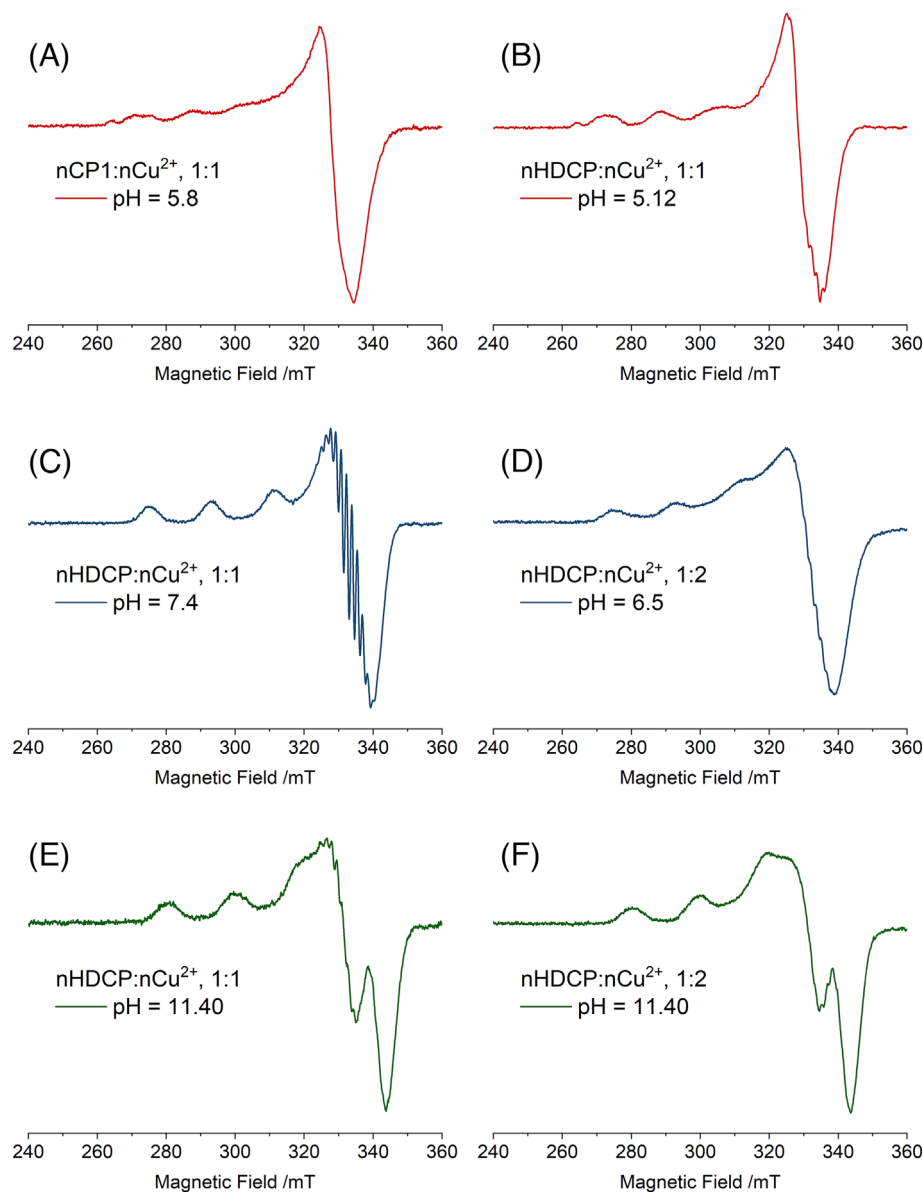 (A)
nCP1:nCu²⁺, 1:1
pH = 5.8
240 260 280 300 320 340 360
Magnetic Field /mT
(B)
nHDCP:nCu²⁺, 1:1
pH = 5.12
240 260 280 300 320 340 360
Magnetic Field /mT
(C)
nHDCP:nCu²⁺, 1:1
pH = 7.4
240 260 280 300 320 340 360
Magnetic Field /mT
(D)
nHDCP:nCu²⁺, 1:2
pH = 6.5
240 260 280 300 320 340 360
Magnetic Field /mT
(E)
nHDCP:nCu²⁺, 1:1
pH = 11.40
240 260 280 300 320 340 360
Magnetic Field /mT
(F)
nHDCP:nCu²⁺, 1:2
pH = 11.40
240 260 280 300 320 340 360
Magnetic Field /mT